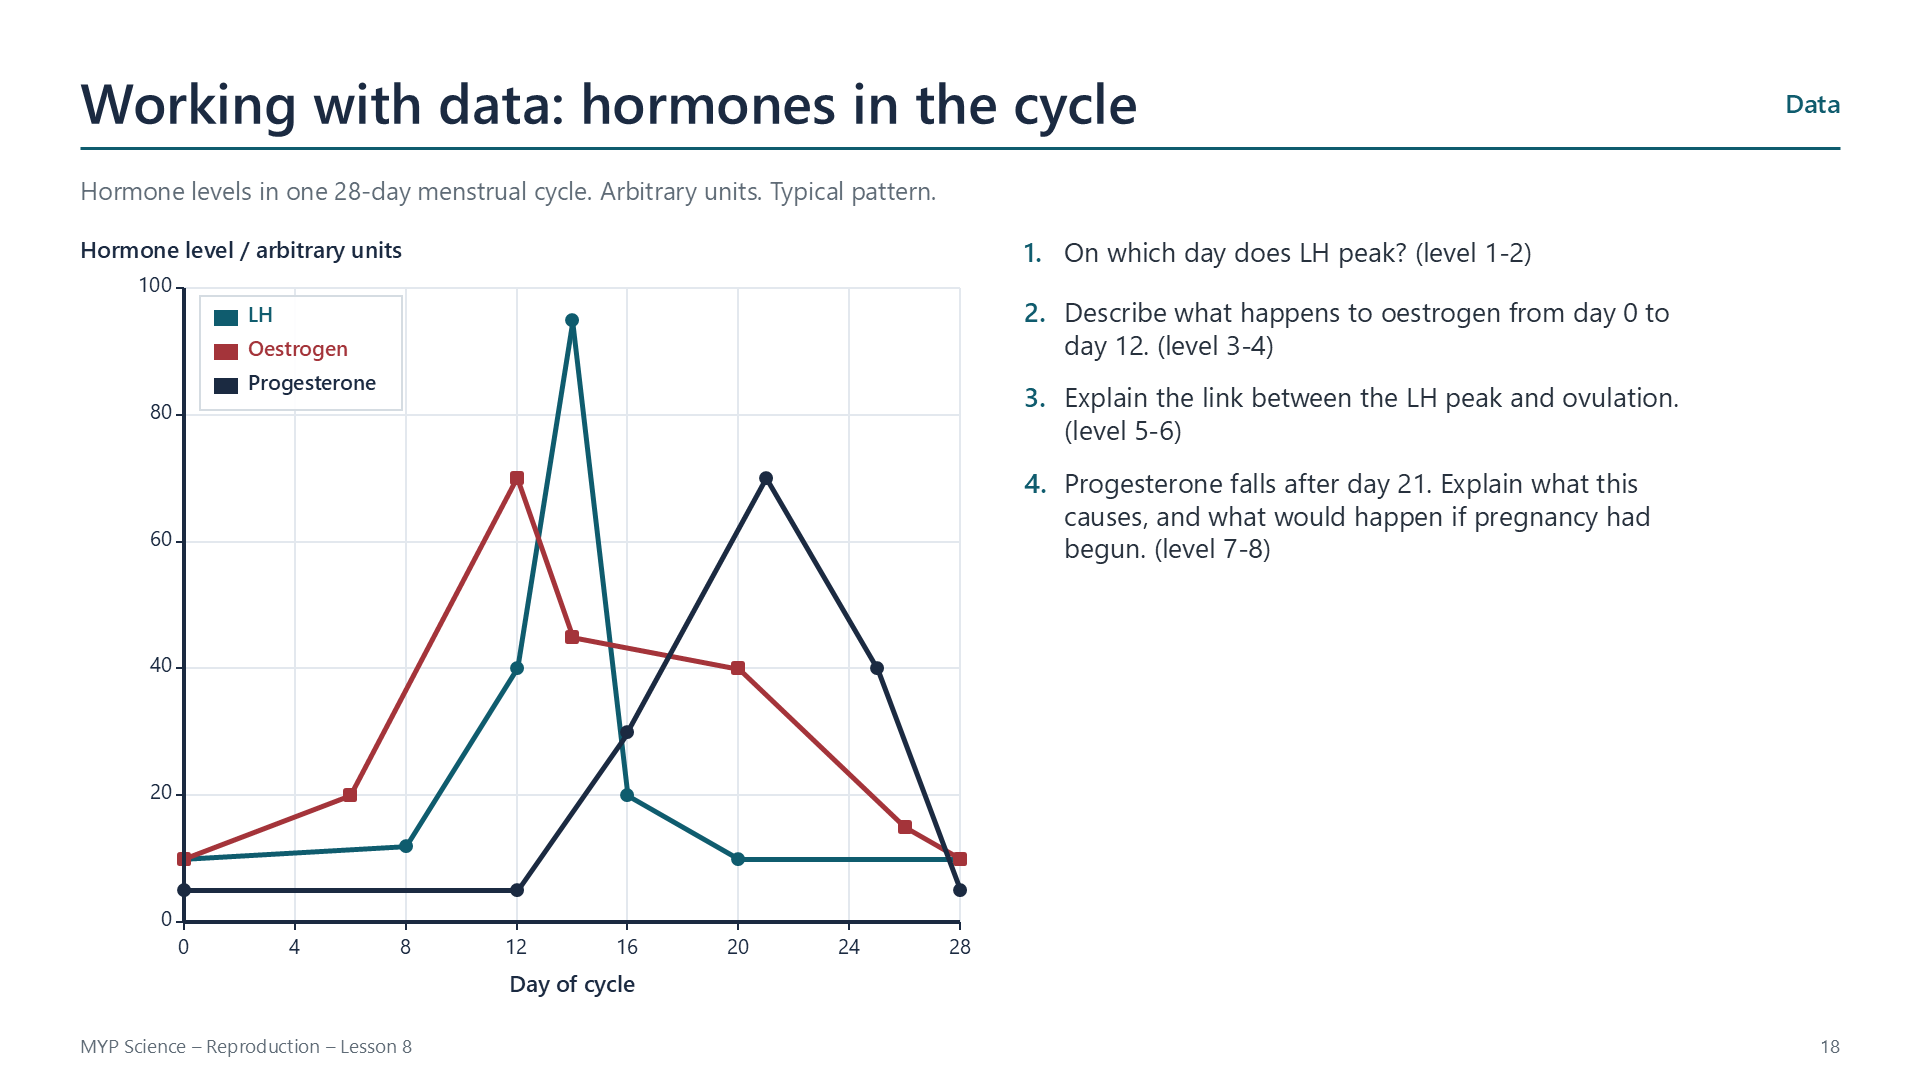 Working with data: hormones in the cycle
Data
Hormone levels in one 28-day menstrual cycle. Arbitrary units. Typical pattern.
Hormone level / arbitrary units
100
80
60
40
20
0
LH
Oestrogen
Progesterone
0 4 8 12 16 20 24 28
Day of cycle
1. On which day does LH peak? (level 1-2)
2. Describe what happens to oestrogen from day 0 to
day 12. (level 3-4)
3. Explain the link between the LH peak and ovulation.
(level 5-6)
4. Progesterone falls after day 21. Explain what this
causes, and what would happen if pregnancy had
begun. (level 7-8)
MYP Science – Reproduction – Lesson 8
18